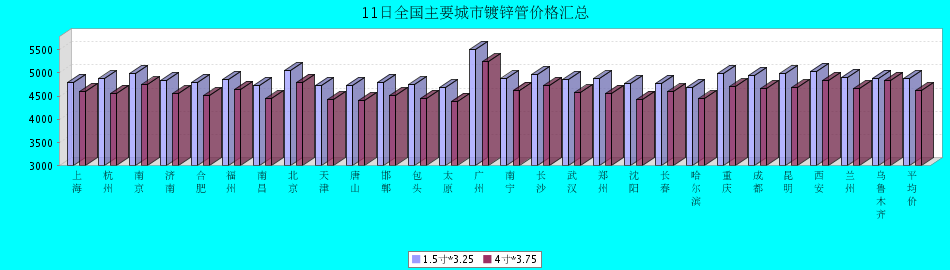 11日全国主要城市镀锌管价格汇总
5500
5000
4500
4000
3500
3000
上海 杭州 南京 济南 合肥 福州 南昌 北京 天津 唐山 邯郸 包头 太原 广州 南宁 长沙 武汉 郑州 沈阳 长春 哈尔滨 重庆 成都 昆明 西安 兰州 乌鲁木齐 平均价
1.5寸*3.25 4寸*3.75